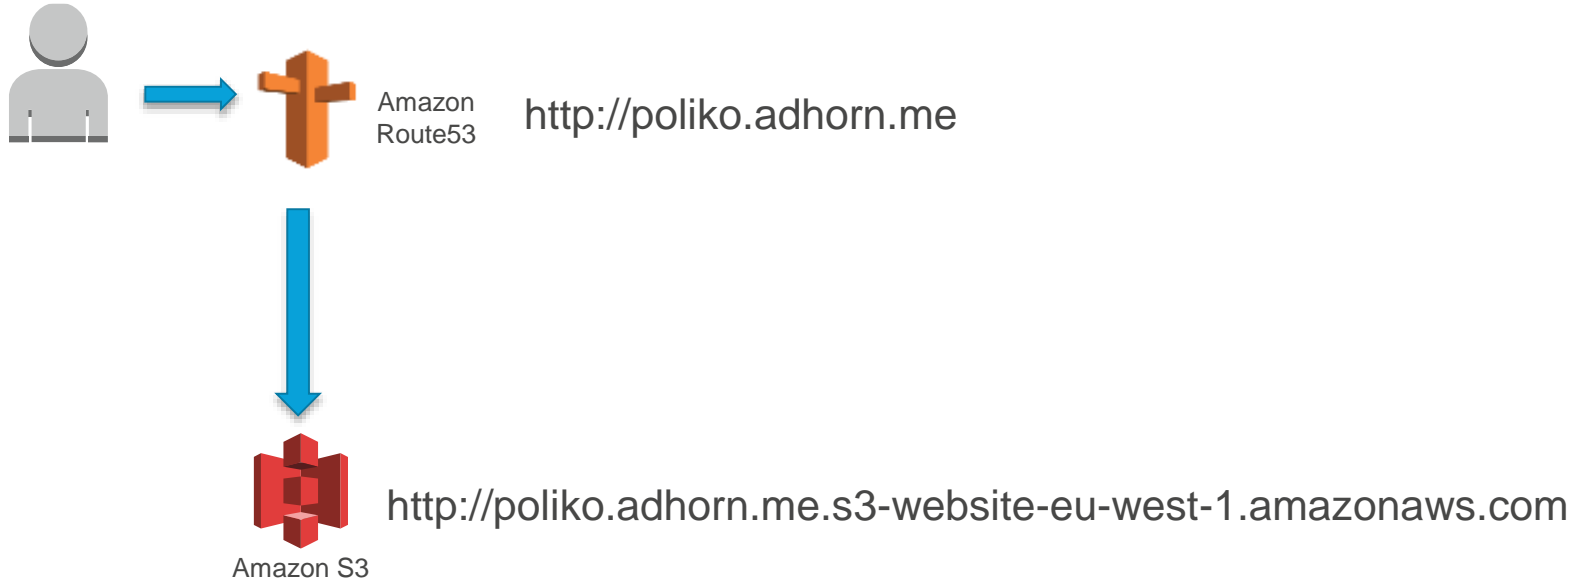 Amazon
Route53
http://poliko.adhorn.me
http://poliko.adhorn.me.s3-website-eu-west-1.amazonaws.com
Amazon S3